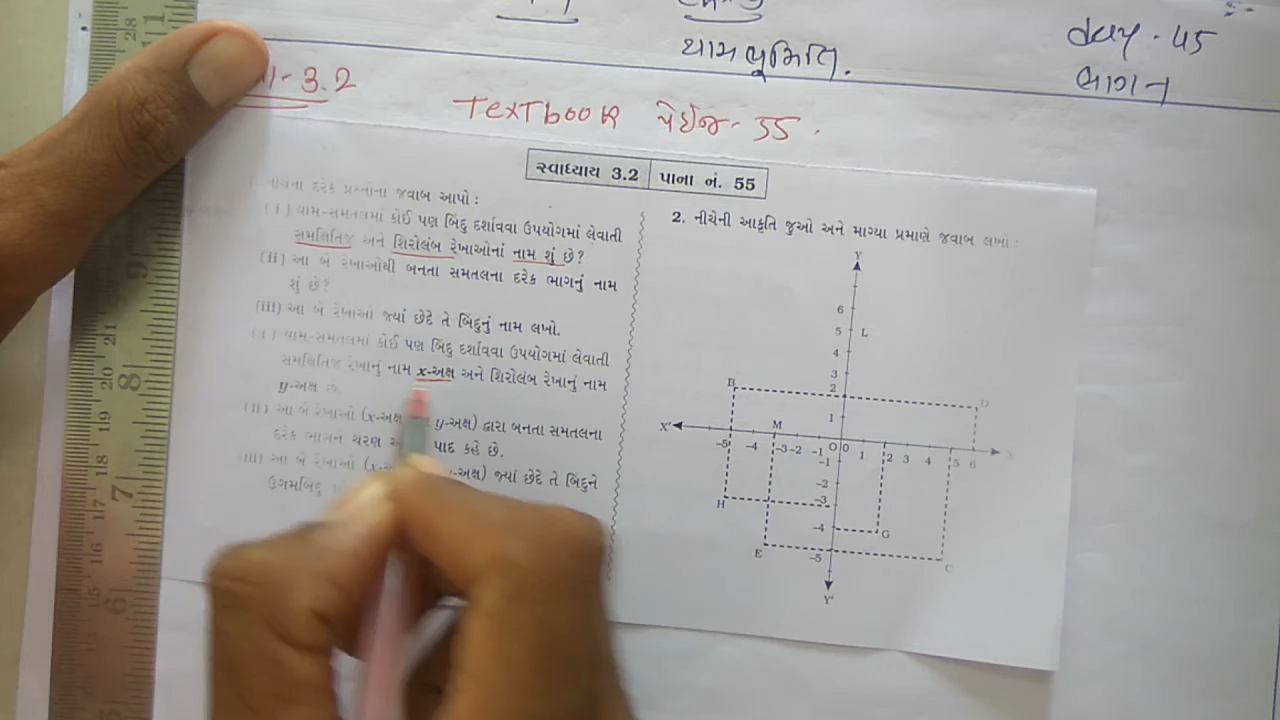 યામભૂમિતિ.
day - 45
ભાગ-1
3.2
Textbook પેઈજ - 55.
સ્વાધ્યાય 3.2 પાના નં. 55
1. નીચેના દરેક પ્રશ્નોના જવાબ આપો :
(i) યામ-સમતલમાં કોઈ પણ બિંદુ દર્શાવવા ઉપયોગમાં લેવાતી
સમક્ષિતિજ અને શિરોલંબ રેખાઓનાં નામ શું છે?
(ii) આ બે રેખાઓથી બનતા સમતલના દરેક ભાગનું નામ
શું છે?
(iii) આ બે રેખાઓ જ્યાં છેદે તે બિંદુનું નામ લખો.
(i) યામ-સમતલમાં કોઈ પણ બિંદુ દર્શાવવા ઉપયોગમાં લેવાતી
સમક્ષિતિજ રેખાનું નામ x-અક્ષ અને શિરોલંબ રેખાનું નામ
y-અક્ષ છે.
(ii) આ બે રેખાઓ (x-અક્ષ y-અક્ષ) દ્વારા બનતા સમતલના
દરેક ભાગને ચરણ પાદ કહે છે.
(iii) આ બે રેખાઓ y-અક્ષ) જ્યાં છેદે તે બિંદુને
ઉગમબિંદુ
2. નીચેની આકૃતિ જુઓ અને માગ્યા પ્રમાણે જવાબ લખો :
Y
6
5 L
4
3
B 2 D
1
X' M X
-5 -4 -3 -2 -1 O 0 1 2 3 4 5 6
-1
-2
H -3
-4 G
E -5 C
Y'